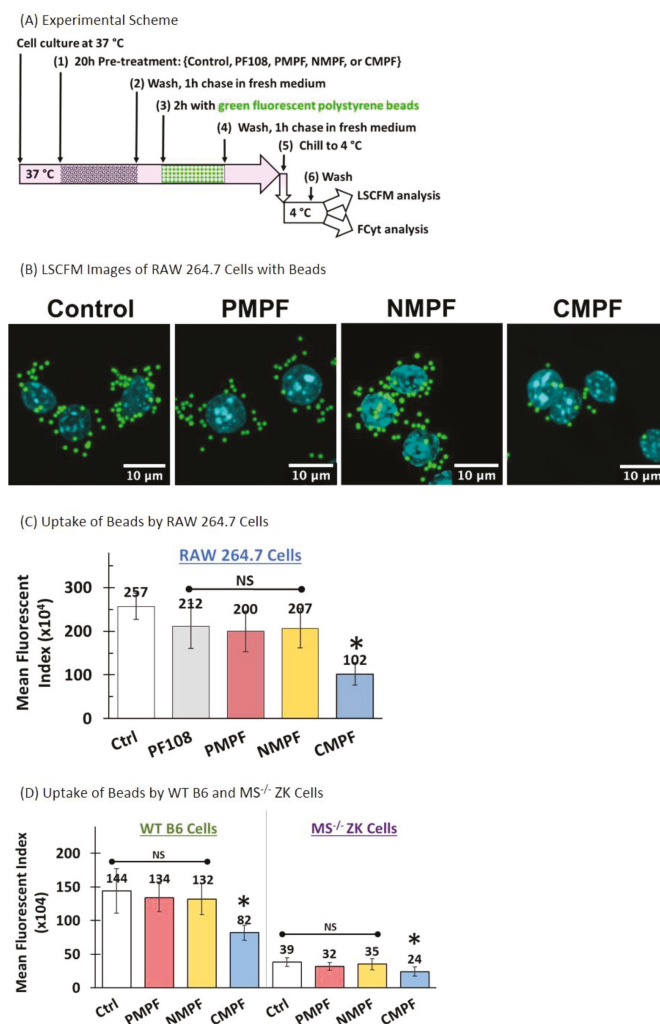 (A) Experimental Scheme
Cell culture at 37 °C
(1) 20h Pre-treatment: {Control, PF108, PMPF, NMPF, or CMPF}
(2) Wash, 1h chase in fresh medium
(3) 2h with green fluorescent polystyrene beads
(4) Wash, 1h chase in fresh medium
(5) Chill to 4 °C
37 °C
(6) Wash
LSCFM analysis
4 °C
FCyt analysis
(B) LSCFM Images of RAW 264.7 Cells with Beads
Control PMPF NMPF CMPF
10 µm 10 µm 10 µm 10 µm
(C) Uptake of Beads by RAW 264.7 Cells
RAW 264.7 Cells
Mean Fluorescent
Index (x10⁴)
300
200
100
0
NS
257 212 200 207 *
102
Ctrl PF108 PMPF NMPF CMPF
(D) Uptake of Beads by WT B6 and MS⁻/⁻ ZK Cells
WT B6 Cells MS⁻/⁻ ZK Cells
Mean Fluorescent Index
(x104)
200
150
100
50
0
NS
144 134 132 *
82
NS
39 32 35 *
24
Ctrl PMPF NMPF CMPF Ctrl PMPF NMPF CMPF